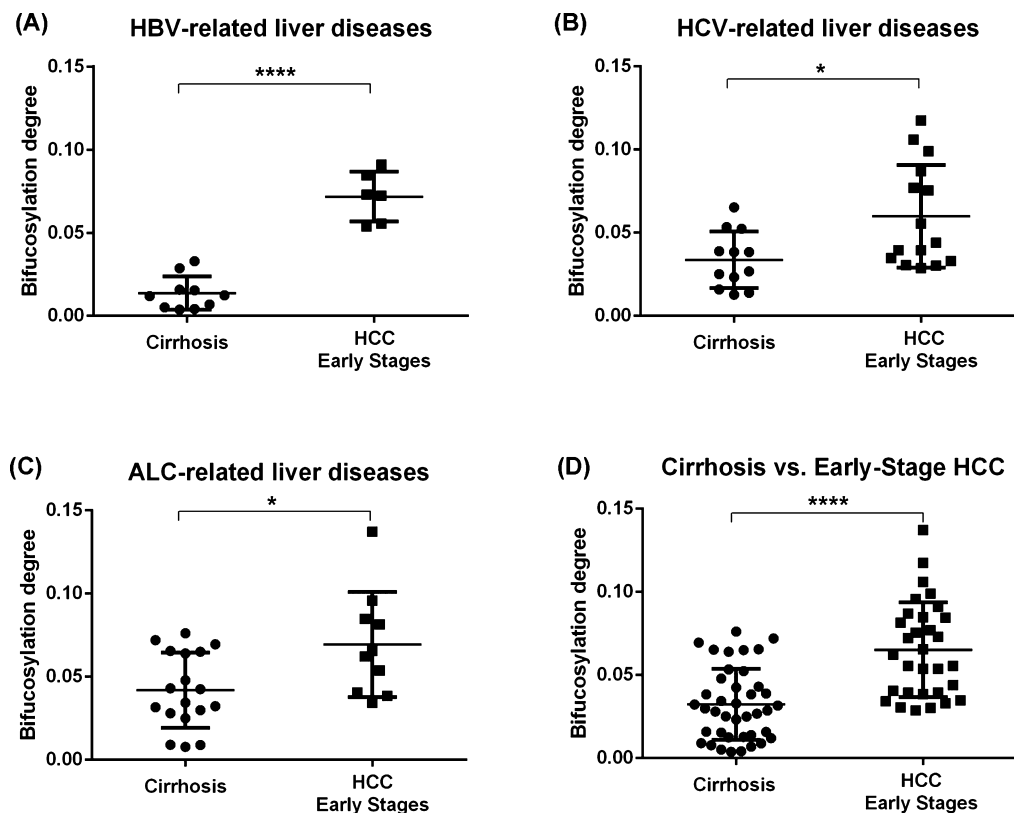 (A)
HBV-related liver diseases
****
0.15
0.10
0.05
0.00
Bifucosylation degree
Cirrhosis
HCC
Early Stages
(B)
HCV-related liver diseases
*
0.15
0.10
0.05
0.00
Bifucosylation degree
Cirrhosis
HCC
Early Stages
(C)
ALC-related liver diseases
*
0.15
0.10
0.05
0.00
Bifucosylation degree
Cirrhosis
HCC
Early Stages
(D)
Cirrhosis vs. Early-Stage HCC
****
0.15
0.10
0.05
0.00
Bifucosylation degree
Cirrhosis
HCC
Early Stages